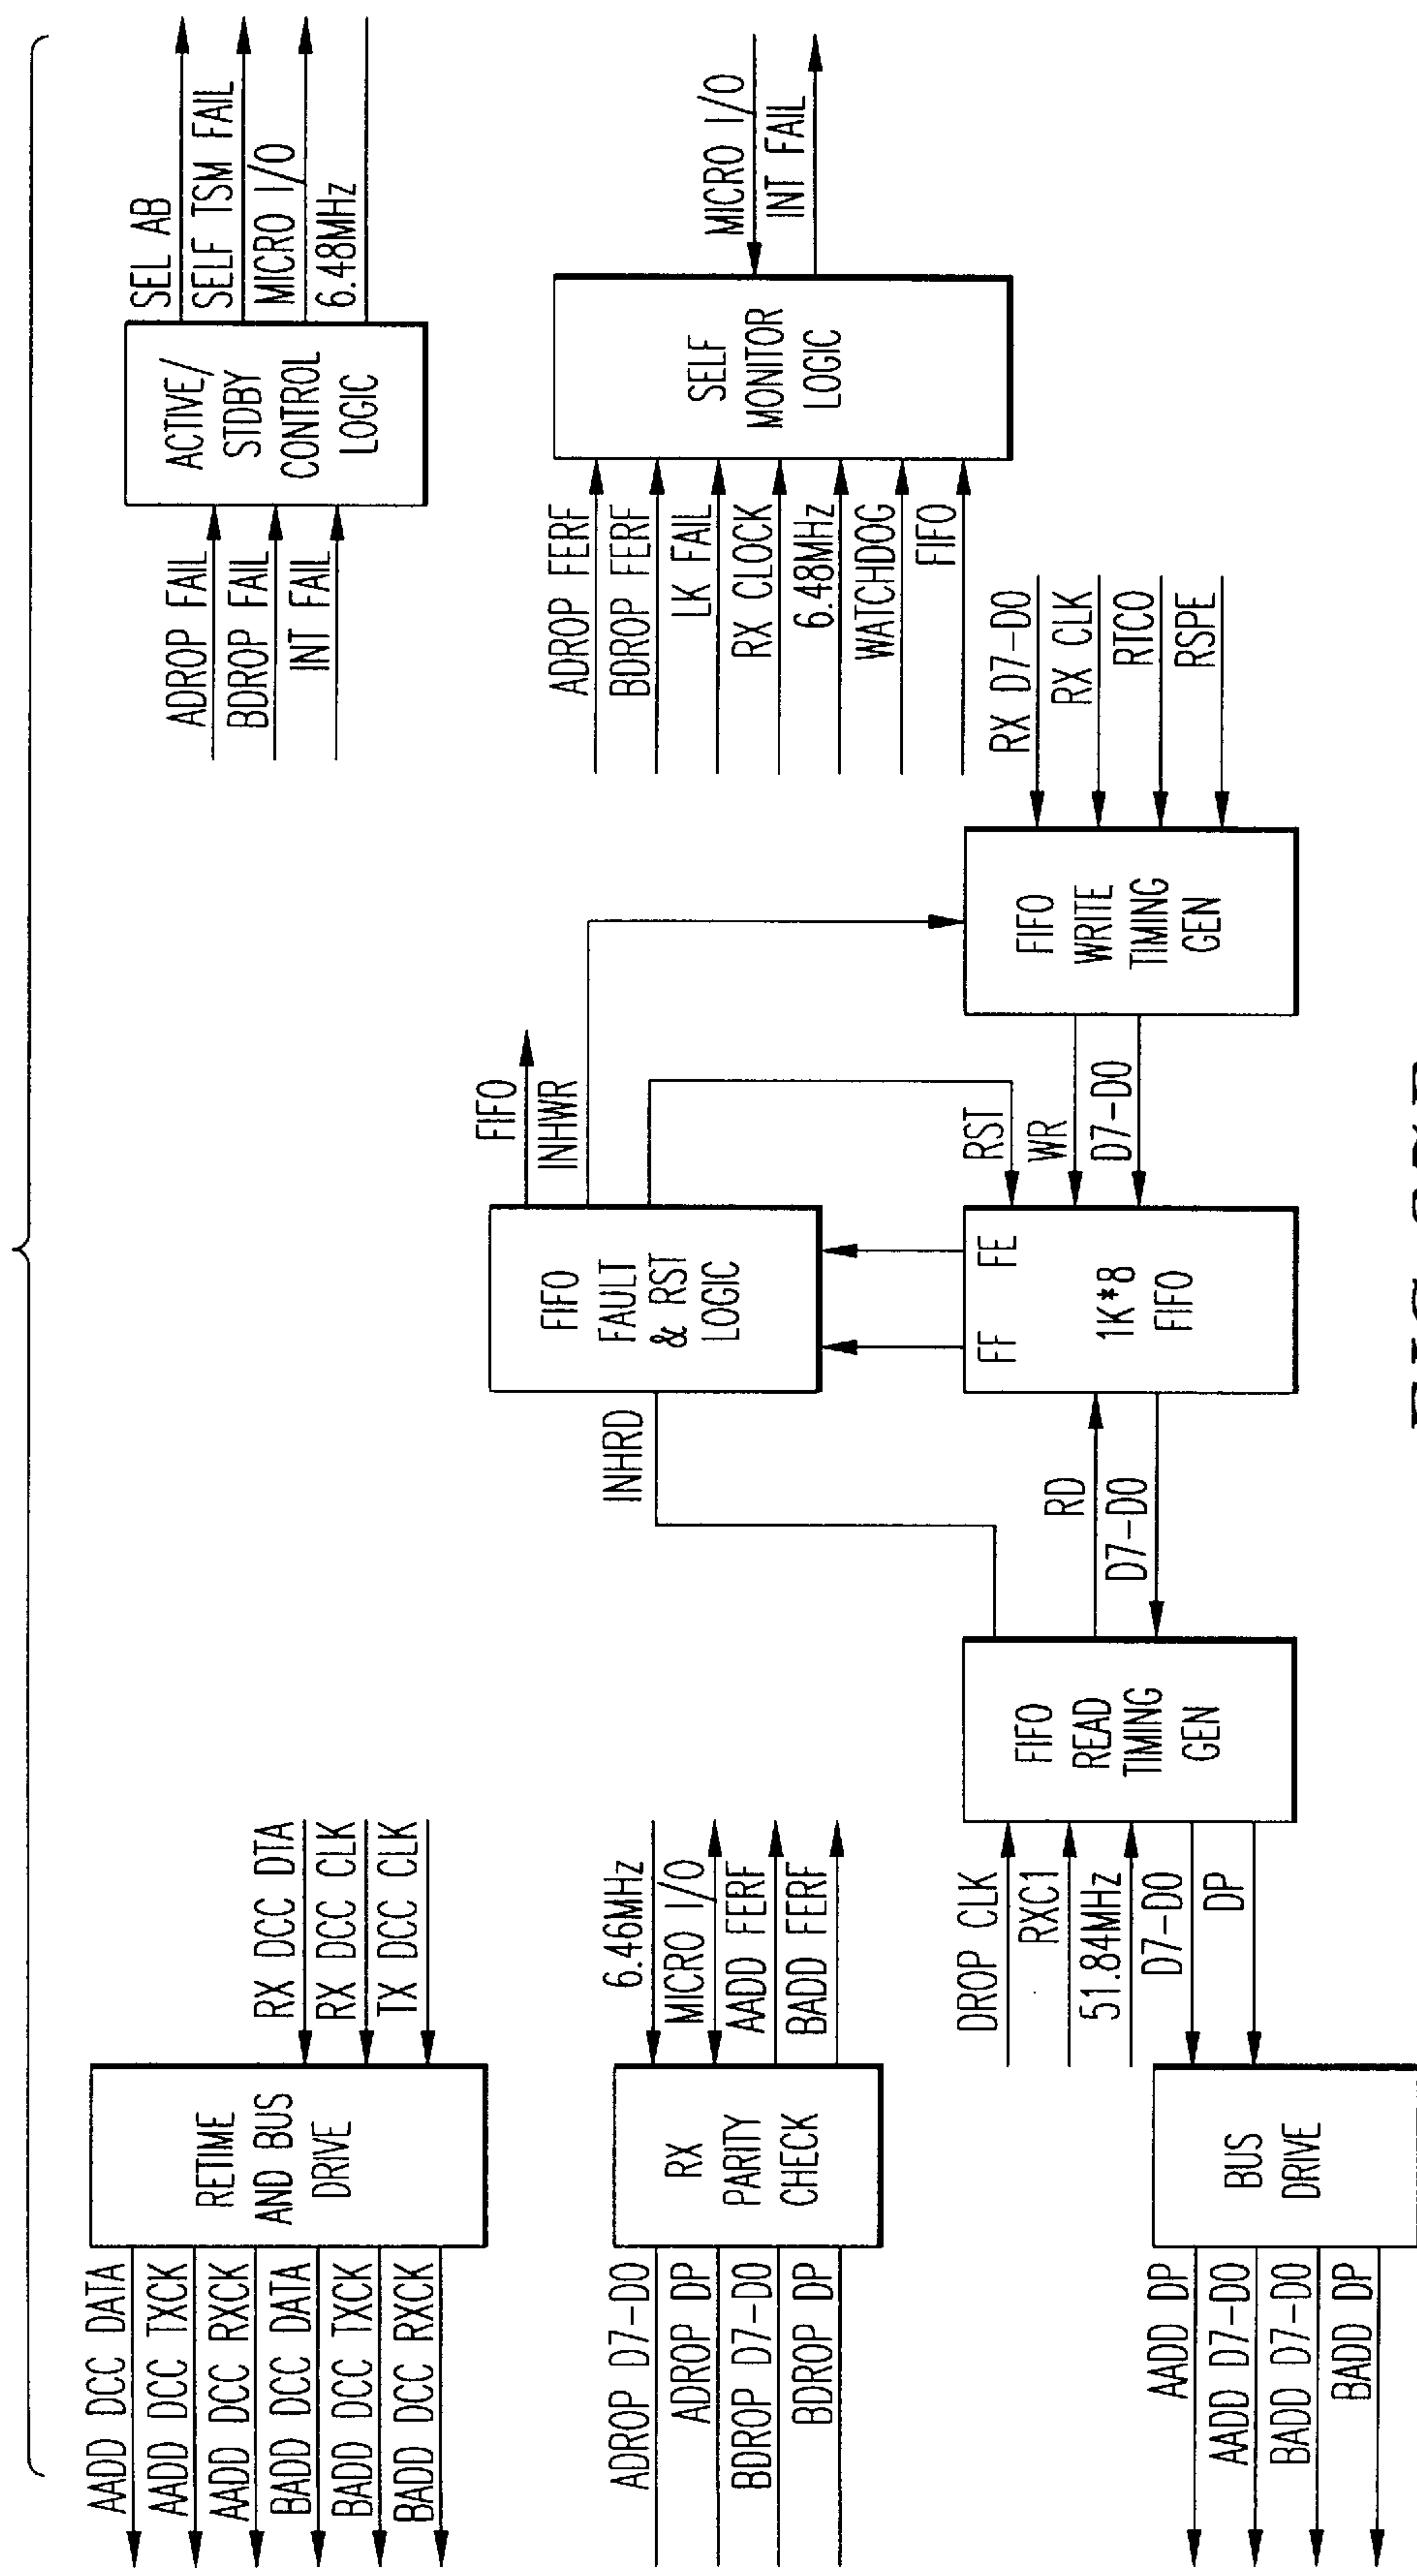 AADD DCC DATA
AADD DCC TXCK
AADD DCC RXCK
BADD DCC DATA
BADD DCC TXCK
BADD DCC RXCK
RETIME
AND BUS
DRIVE
RX DCC DTA
RX DCC CLK
TX DCC CLK
ADROP FAIL
BDROP FAIL
INT FAIL
ACTIVE/
STDBY
CONTROL
LOGIC
SEL AB
SELF TSM FAIL
MICRO I/O
6.48MHz
ADROP D7-D0
ADROP DP
BDROP D7-D0
BDROP DP
RX
PARITY
CHECK
6.46MHz
MICRO I/O
AADD FERF
BADD FERF
INHRD
FIFO
FAULT
& RST
LOGIC
FIFO
INHWR
ADROP FERF
BDROP FERF
LK FAIL
RX CLOCK
6.48MHz
WATCHDOG
FIFO
SELF
MONITOR
LOGIC
MICRO I/O
INT FAIL
AADD DP
AADD D7-D0
BADD D7-D0
BADD DP
BUS
DRIVE
DROP CLK
RXC1
51.84MHz
D7-D0
DP
FIFO
READ
TIMING
GEN
RD
D7-D0
FF
FE
1K*8
FIFO
RST
WR
D7-D0
FIFO
WRITE
TIMING
GEN
RX D7-D0
RX CLK
RTCO
RSPE